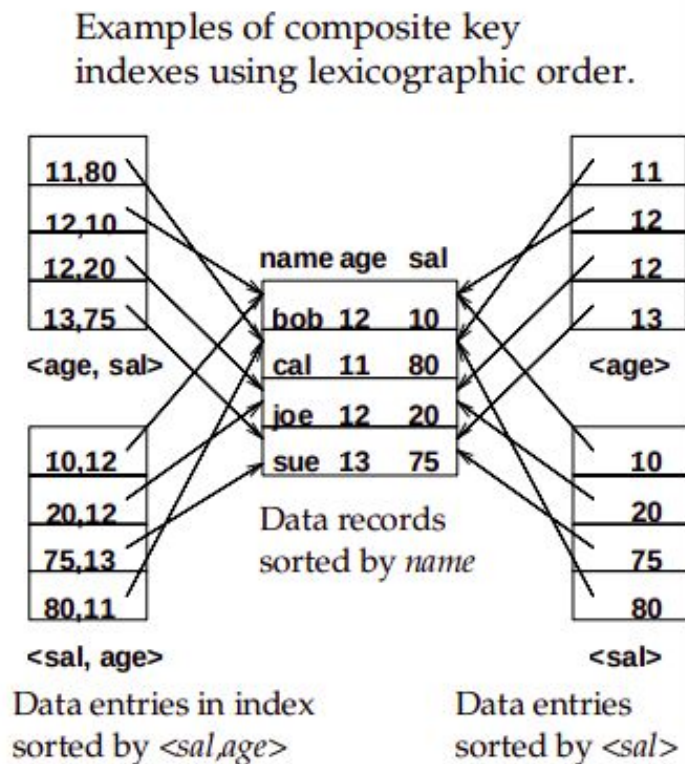 Examples of composite key
indexes using lexicographic order.
11,80
12,10
12,20
13,75
<age, sal>
10,12
20,12
75,13
80,11
<sal, age>
Data entries in index
sorted by <sal,age>
name age sal
bob 12 10
cal 11 80
joe 12 20
sue 13 75
Data records
sorted by name
11
12
12
13
<age>
10
20
75
80
<sal>
Data entries
sorted by <sal>